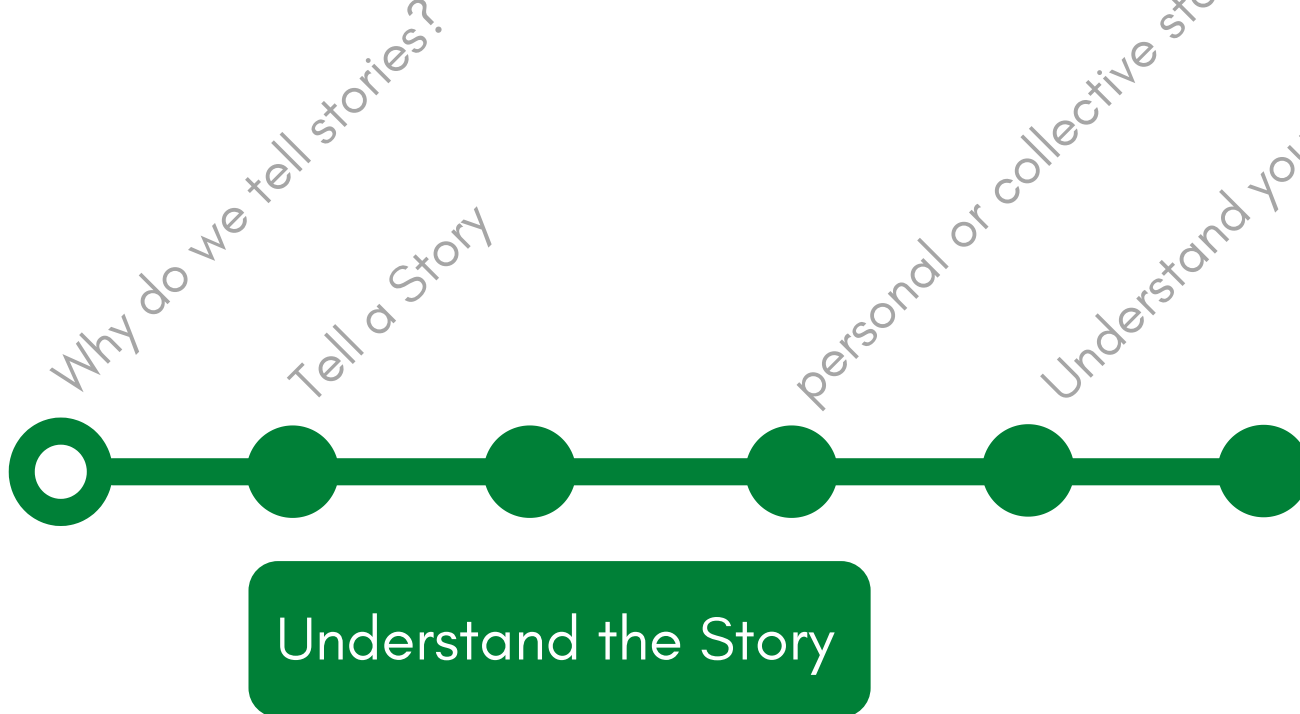 Why do we tell stories?
Tell a Story
personal or collective
Understand
Understand the Story